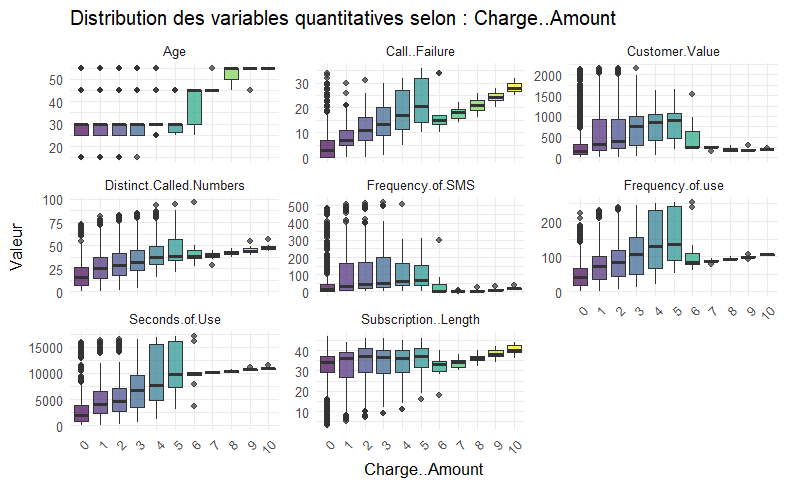 Distribution des variables quantitatives selon : Charge..Amount
Age
Call..Failure
Customer.Value
50
40
30
20
30
20
10
0
2000
1500
1000
500
0
Distinct.Called.Numbers
Frequency.of.SMS
Frequency.of.use
100
75
50
25
0
500
400
300
200
100
0
200
100
0
Seconds.of.Use
Subscription..Length
15000
10000
5000
0
40
30
20
10
0 1 2 3 4 5 6 7 8 9 10
0 1 2 3 4 5 6 7 8 9 10
0 1 2 3 4 5 6 7 8 9 10
Valeur
Charge..Amount